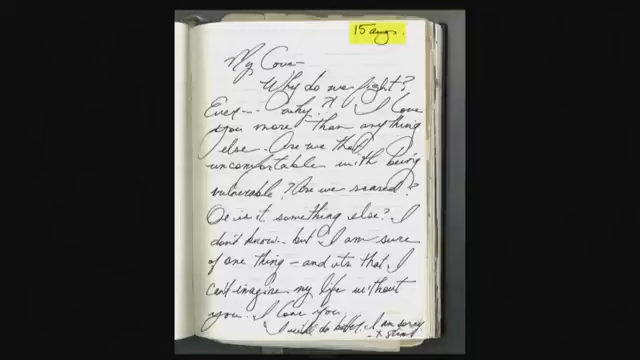 15 aug.
My Love -
Why do we fight?
Ever - why? I Love
you more than anything
else. Are we that
uncomfortable with being
vulnerable? Are we scared?
Or is it something else? I
don't know - but I am sure
of one thing - and its that I
can't imagine my life without
you. I Love you.
I will do better. I am sorry